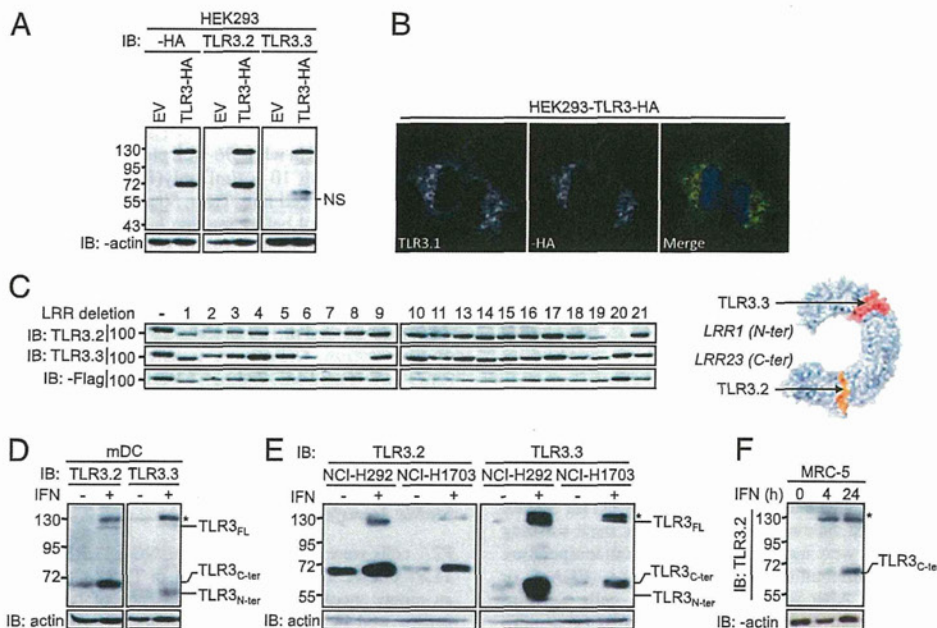 A
HEK293
IB: -HA TLR3.2 TLR3.3
EV TLR3-HA EV TLR3-HA EV TLR3-HA
130
95
72
55
43
NS
IB: -actin
B
HEK293-TLR3-HA
TLR3.1 -HA Merge
C
LRR deletion - 1 2 3 4 5 6 7 8 9 10 11 13 14 15 16 17 18 19 20 21
IB: TLR3.2 100
IB: TLR3.3 100
IB: -Flag 100
TLR3.3
LRR1 (N-ter)
LRR23 (C-ter)
TLR3.2
D
mDC
IB: TLR3.2 TLR3.3
IFN - + - +
130
95
72
55
*
TLR3FL
TLR3C-ter
TLR3N-ter
IB: actin
E
IB: TLR3.2 TLR3.3
NCI-H292 NCI-H1703 NCI-H292 NCI-H1703
IFN - + - + - + - +
130
95
72
55
*
TLR3FL
TLR3C-ter
TLR3N-ter
IB: actin
F
MRC-5
IFN (h) 0 4 24
IB: TLR3.2
130
95
72
55
*
TLR3C-ter
IB: -actin